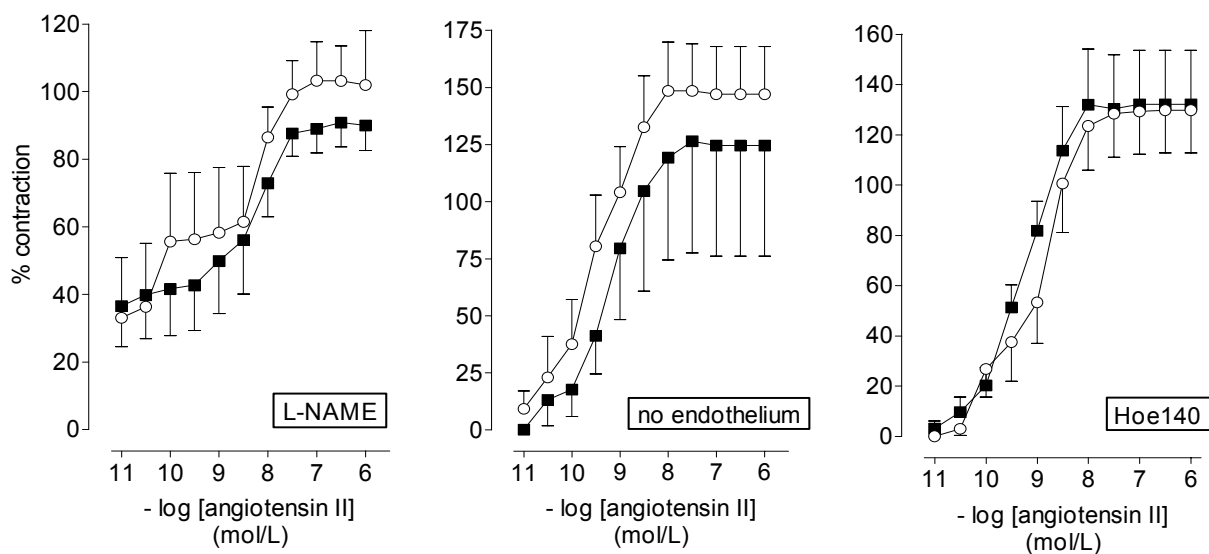 % contraction
120
100
80
60
40
20
0
L-NAME
11 10 9 8 7 6
- log [angiotensin II]
(mol/L)
175
150
125
100
75
50
25
0
no endothelium
11 10 9 8 7 6
- log [angiotensin II]
(mol/L)
160
140
120
100
80
60
40
20
0
Hoe140
11 10 9 8 7 6
- log [angiotensin II]
(mol/L)